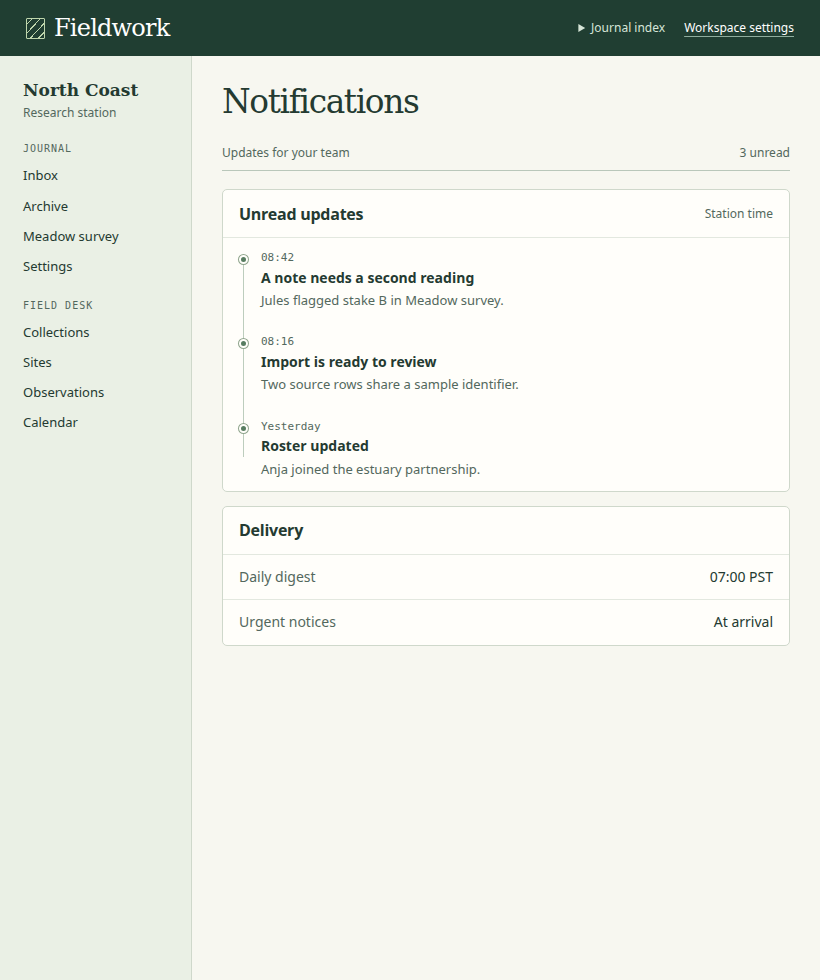 Fieldwork
Journal index
Workspace settings
North Coast
Research station
JOURNAL
Inbox
Archive
Meadow survey
Settings
FIELD DESK
Collections
Sites
Observations
Calendar
Notifications
Updates for your team
3 unread
Unread updates
Station time
08:42
A note needs a second reading
Jules flagged stake B in Meadow survey.
08:16
Import is ready to review
Two source rows share a sample identifier.
Yesterday
Roster updated
Anja joined the estuary partnership.
Delivery
Daily digest
07:00 PST
Urgent notices
At arrival